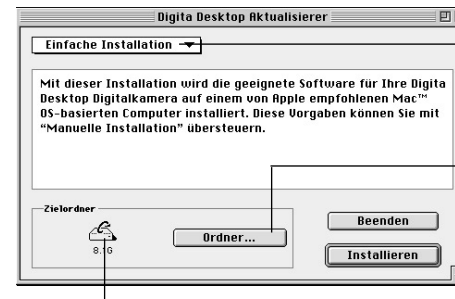 Digita Desktop Aktualisierer
Einfache Installation
Mit dieser Installation wird die geeignete Software für Ihre Digita
Desktop Digitalkamera auf einem von Apple empfohlenen Mac™
OS-basierten Computer installiert. Diese Vorgaben können Sie mit
“Manuelle Installation” übersteuern.
Zielordner
Ordner...
Beenden
Installieren